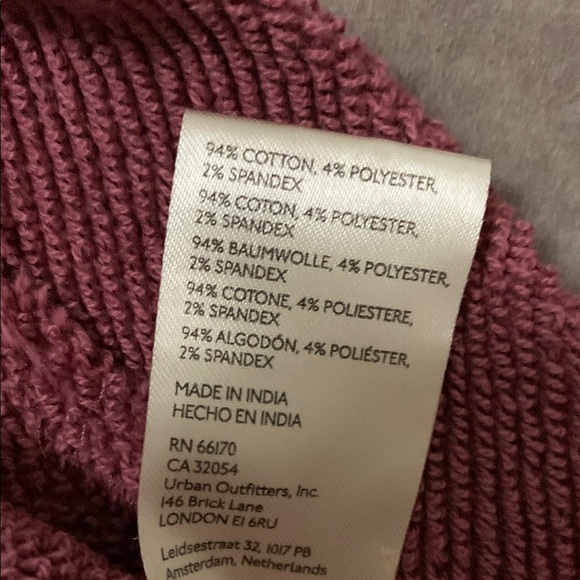 94% COTTON, 4% POLYESTER,
2% SPANDEX
94% COTON, 4% POLYESTER,
2% SPANDEX
94% BAUMWOLLE, 4% POLYESTER,
2% SPANDEX
94% COTONE, 4% POLIESTERE,
2% SPANDEX
94% ALGODÓN, 4% POLIÉSTER,
2% SPANDEX
MADE IN INDIA
HECHO EN INDIA
RN 66170
CA 32054
Urban Outfitters, Inc.
146 Brick Lane
LONDON E1 6RU
Leidsestraat 32, 1017 PB
Amsterdam, Netherlands